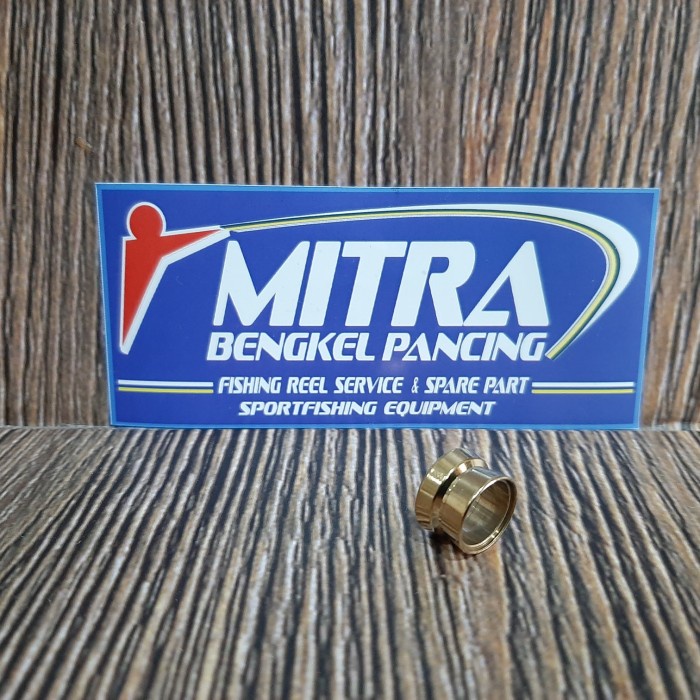 MITRA
BENGKEL PANCING
FISHING REEL SERVICE & SPARE PART
SPORTFISHING EQUIPMENT